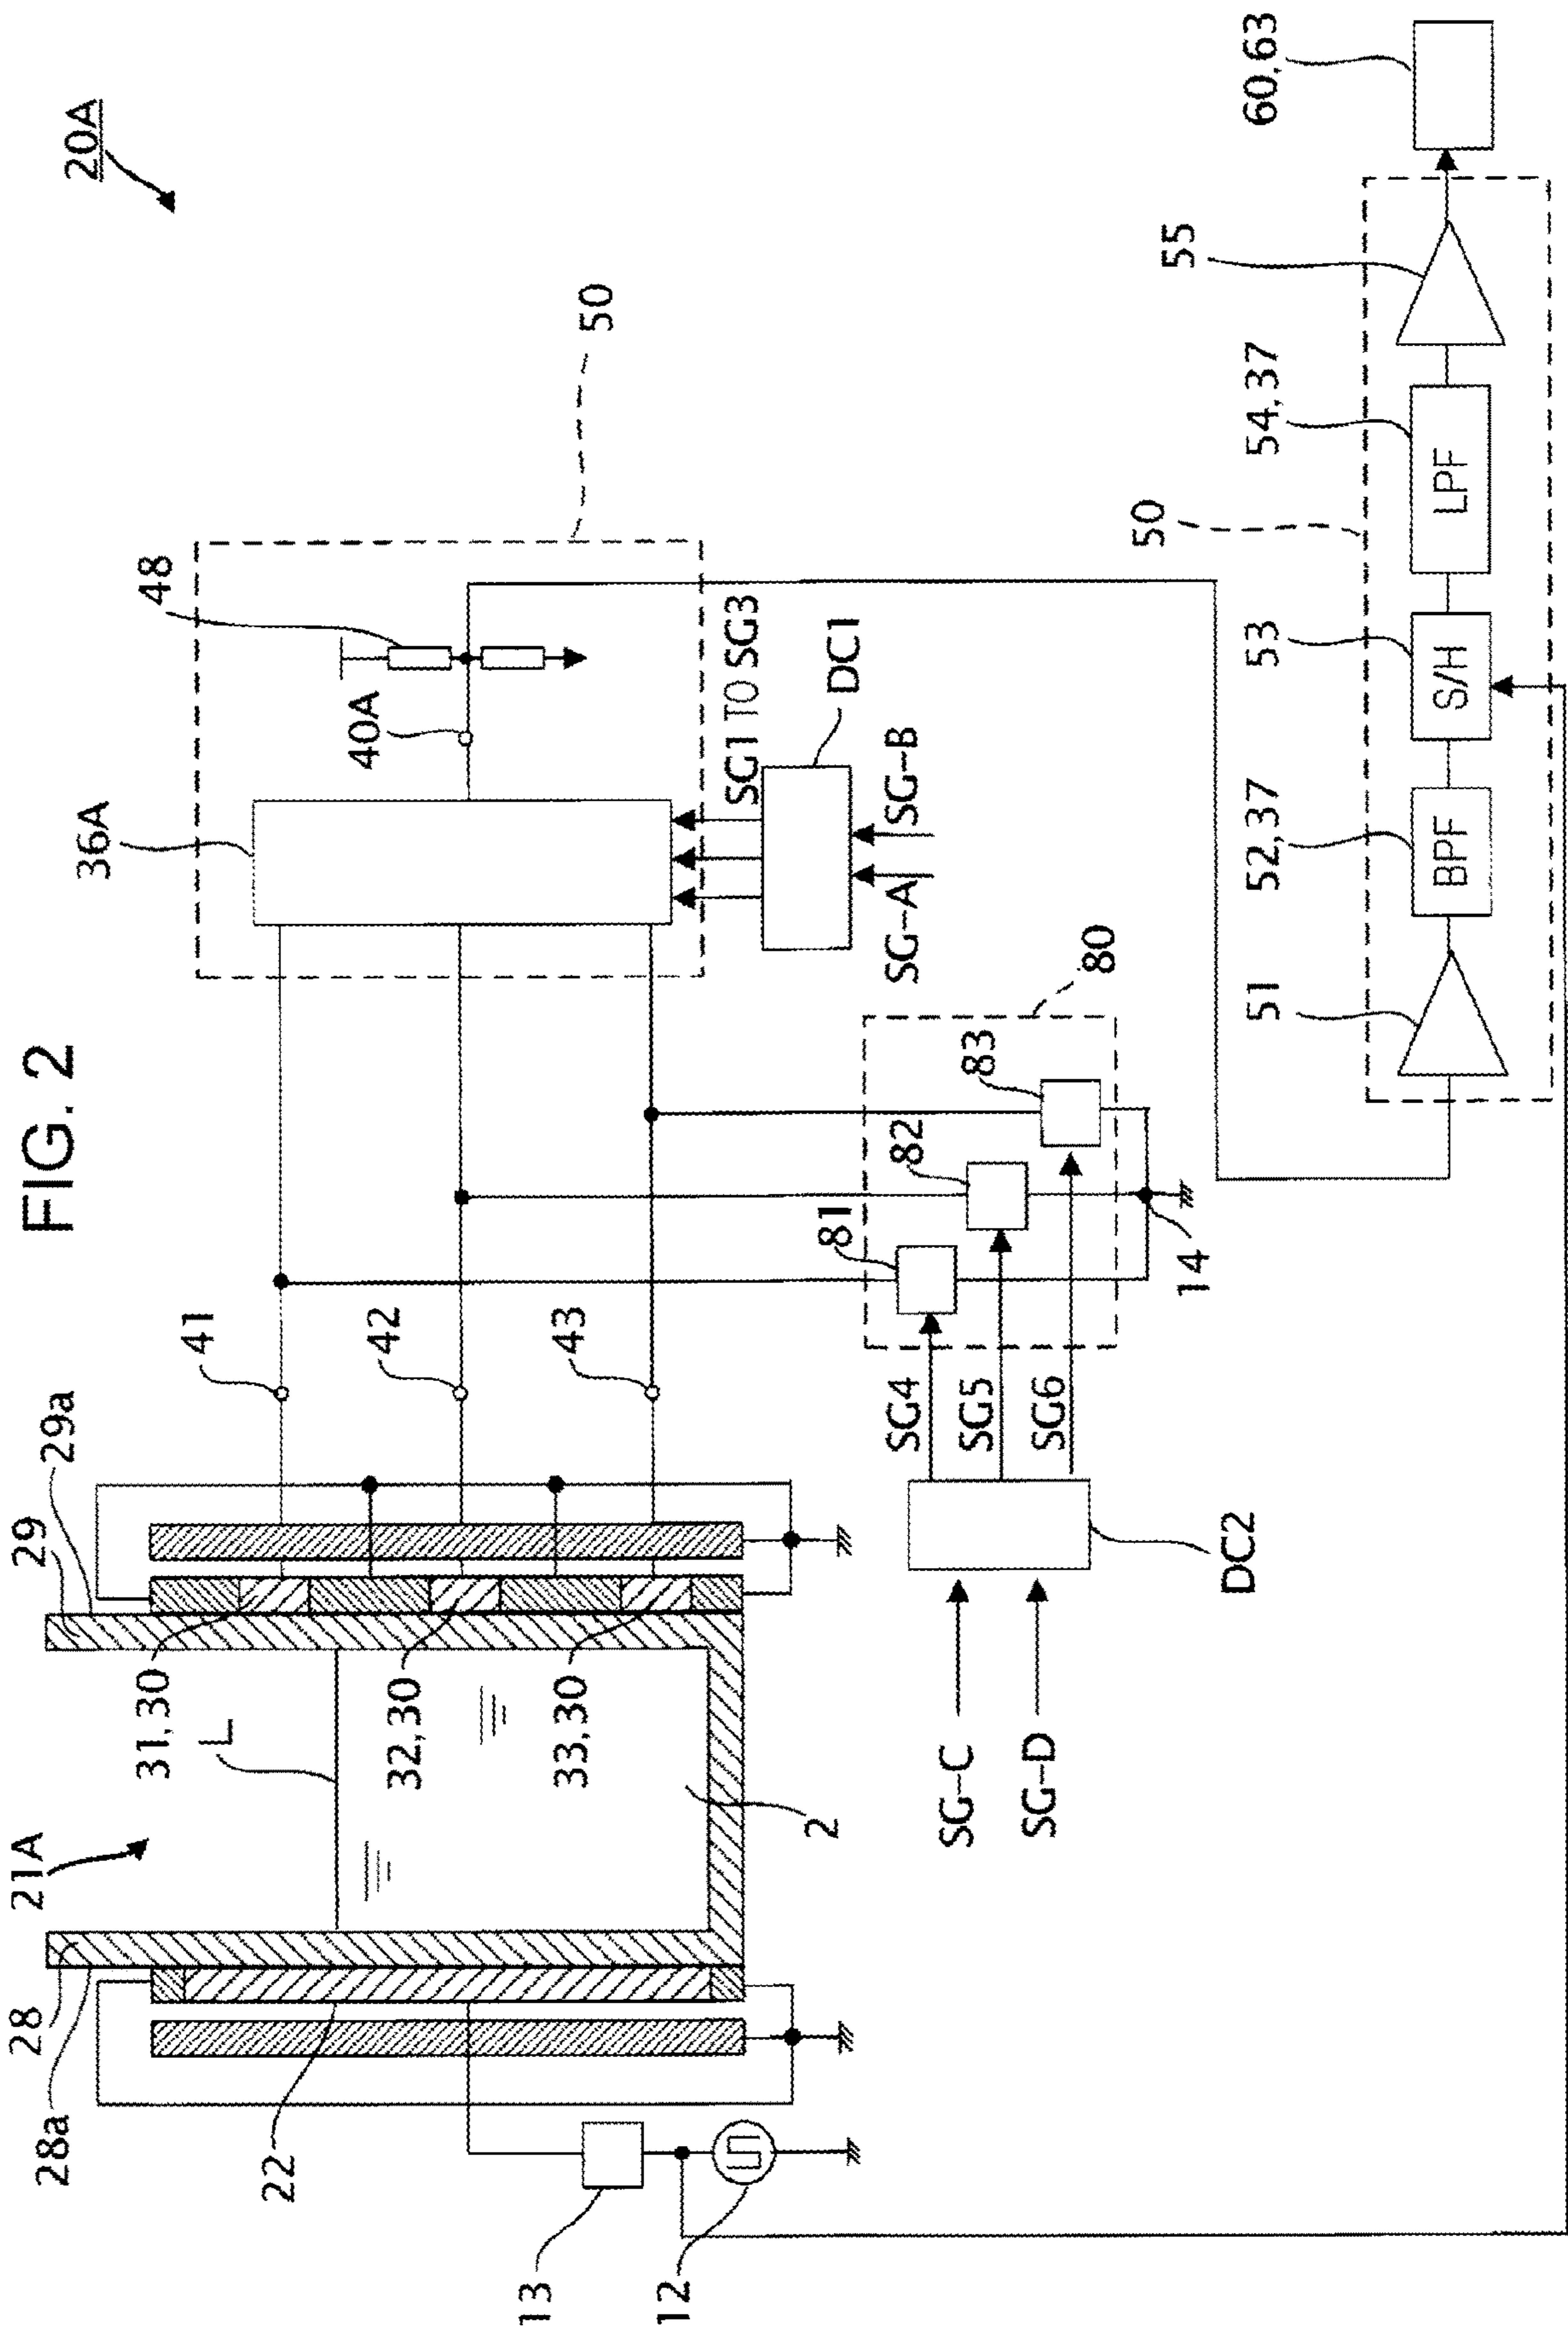 FIG. 2
20A
21A
28
28a
29
29a
22
13
12
31,30
32,30
33,30
L
2
41
42
43
36A
40A
48
50
SG1 TO SG3
DC1
SG-A
SG-B
80
81
82
83
14
SG4
SG5
SG6
DC2
SG-C
SG-D
50
51
52,37
53
54,37
55
60,63
BPF
S/H
LPF